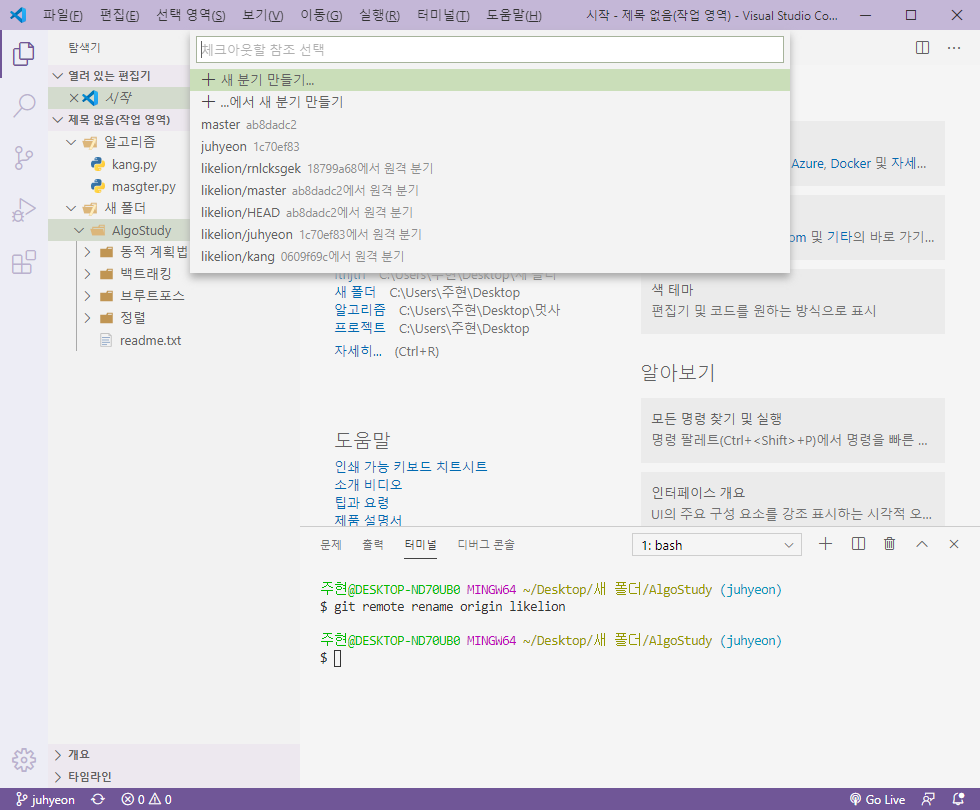 파일(F) 편집(E) 선택 영역(S) 보기(V) 이동(G) 실행(R) 터미널(T) 도움말(H) 시작 - 제목 없음(작업 영역) - Visual Studio Co...
탐색기
열려 있는 편집기
시작
제목 없음(작업 영역)
알고리즘
kang.py
masgter.py
새 폴더
AlgoStudy
동적 계획법
백트래킹
브루트포스
정렬
readme.txt
개요
타임라인
체크아웃할 참조 선택
새 분기 만들기...
...에서 새 분기 만들기
master ab8dadc2
juhyeon 1c70ef83
likelion/rnlcksgek 18799a68에서 원격 분기
likelion/master ab8dadc2에서 원격 분기
likelion/HEAD ab8dadc2에서 원격 분기
likelion/juhyeon 1c70ef83에서 원격 분기
likelion/kang 0609f69c에서 원격 분기
C:\Users\주현\Desktop\새 폴더
새 폴더 C:\Users\주현\Desktop
알고리즘 C:\Users\주현\Desktop\멋사
프로젝트 C:\Users\주현\Desktop
자세히... (Ctrl+R)
도움말
인쇄 가능 키보드 치트시트
소개 비디오
팁과 요령
제품 설명서
Azure, Docker 및 자세...
om 및 기타의 바로 가기...
색 테마
편집기 및 코드를 원하는 방식으로 표시
알아보기
모든 명령 찾기 및 실행
명령 팔레트(Ctrl+<Shift>+P)에서 명령을 빠른 ...
인터페이스 개요
UI의 주요 구성 요소를 강조 표시하는 시각적 오...
문제 출력 터미널 디버그 콘솔 1: bash
주현@DESKTOP-ND70UB0 MINGW64 ~/Desktop/새 폴더/AlgoStudy (juhyeon)
$ git remote rename origin likelion
주현@DESKTOP-ND70UB0 MINGW64 ~/Desktop/새 폴더/AlgoStudy (juhyeon)
$
juhyeon 0 0 Go Live